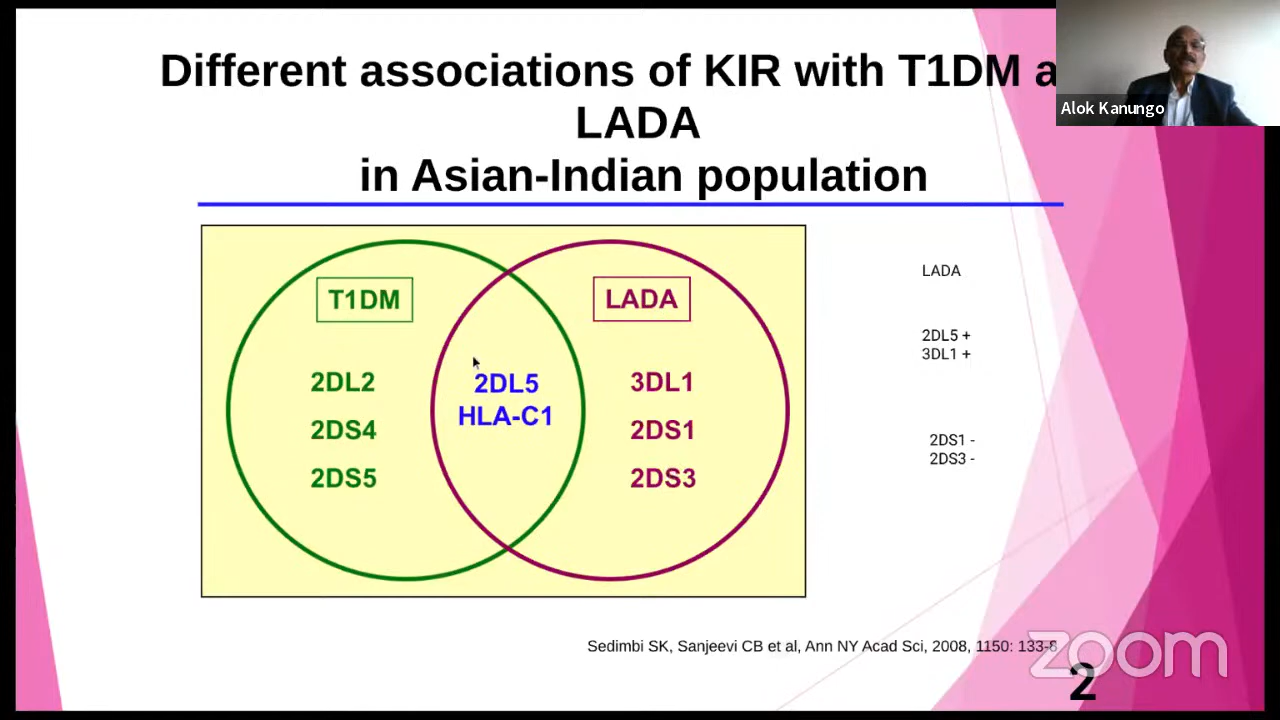 Different associations of KIR with T1DM a
LADA
in Asian-Indian population
Alok Kanungo
T1DM
2DL2
2DS4
2DS5
2DL5
HLA-C1
LADA
3DL1
2DS1
2DS3
LADA
2DL5 +
3DL1 +
2DS1 -
2DS3 -
Sedimbi SK, Sanjeevi CB et al, Ann NY Acad Sci, 2008, 1150: 133-8
zoom
2